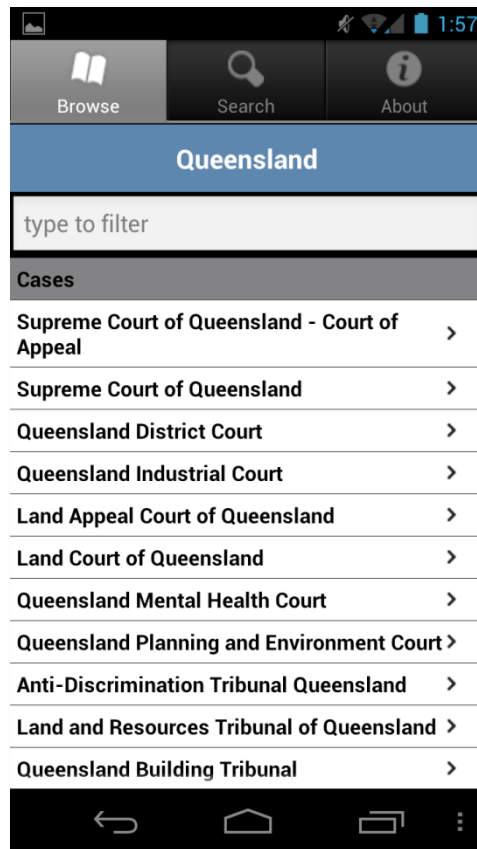 1:57
Browse
Search
About
Queensland
type to filter
Cases
Supreme Court of Queensland - Court of
Appeal
Supreme Court of Queensland
Queensland District Court
Queensland Industrial Court
Land Appeal Court of Queensland
Land Court of Queensland
Queensland Mental Health Court
Queensland Planning and Environment Court
Anti-Discrimination Tribunal Queensland
Land and Resources Tribunal of Queensland
Queensland Building Tribunal